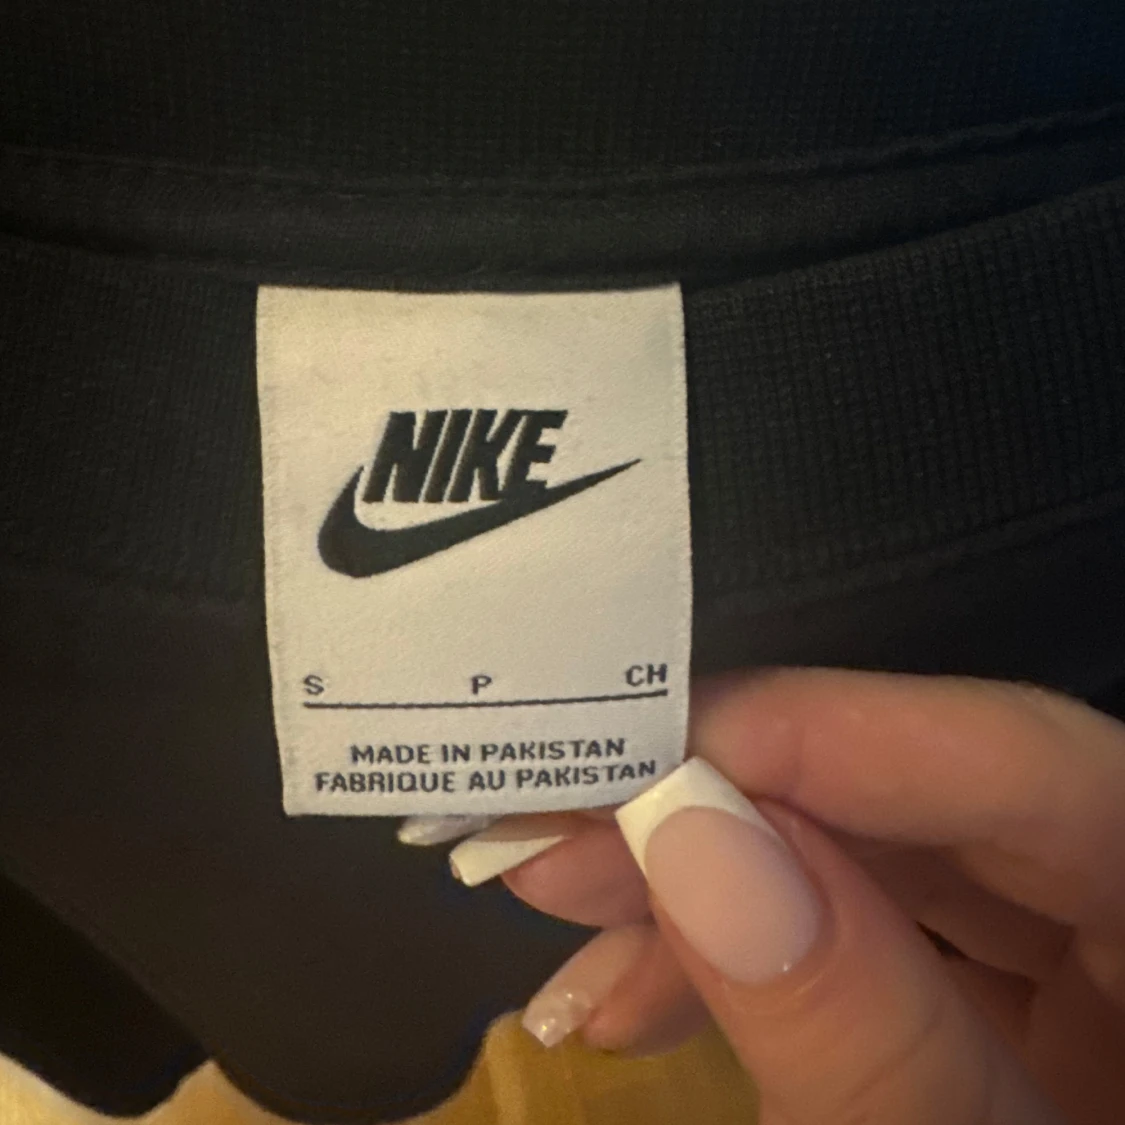 NIKE
S P CH
MADE IN PAKISTAN
FABRIQUE AU PAKISTAN